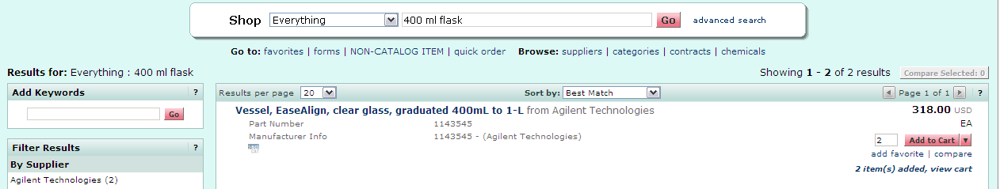 Shop Everything 400 ml flask Go advanced search
Go to: favorites | forms | NON-CATALOG ITEM | quick order Browse: suppliers | categories | contracts | chemicals
Results for: Everything : 400 ml flask
Showing 1 - 2 of 2 results Compare Selected: 0
Add Keywords ?
Go
Filter Results ?
By Supplier
Agilent Technologies (2)
Results per page 20 Sort by: Best Match Page 1 of 1 ?
Vessel, EaseAlign, clear glass, graduated 400mL to 1-L from Agilent Technologies 318.00 USD
Part Number 1143545 EA
Manufacturer Info 1143545 - (Agilent Technologies) 2 Add to Cart
add favorite | compare
2 item(s) added, view cart